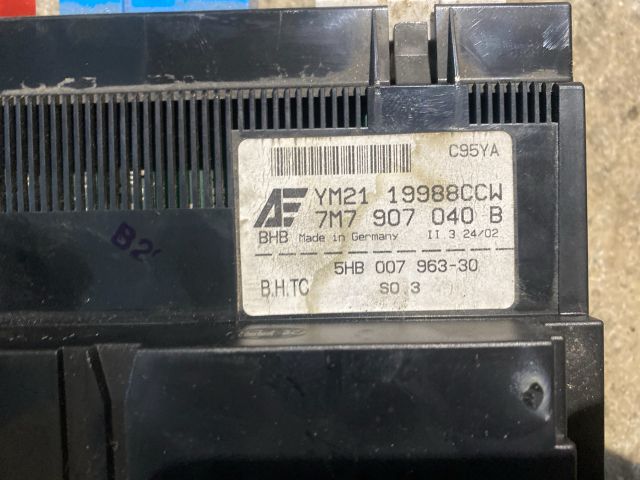 C95YA
AF YM21 19988CCW
7M7 907 040 B
BHB Made in Germany II 3 24/02
5HB 007 963-30
B.H.TC SO 3